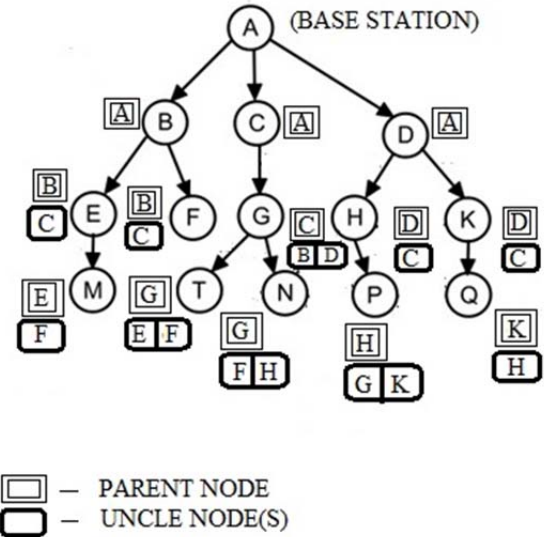 A (BASE STATION)
A B C A D A
B E B F G C H D K D
C C B D C C
M T N P Q
E G G H K
F E F F H G K H
— PARENT NODE
— UNCLE NODE(S)